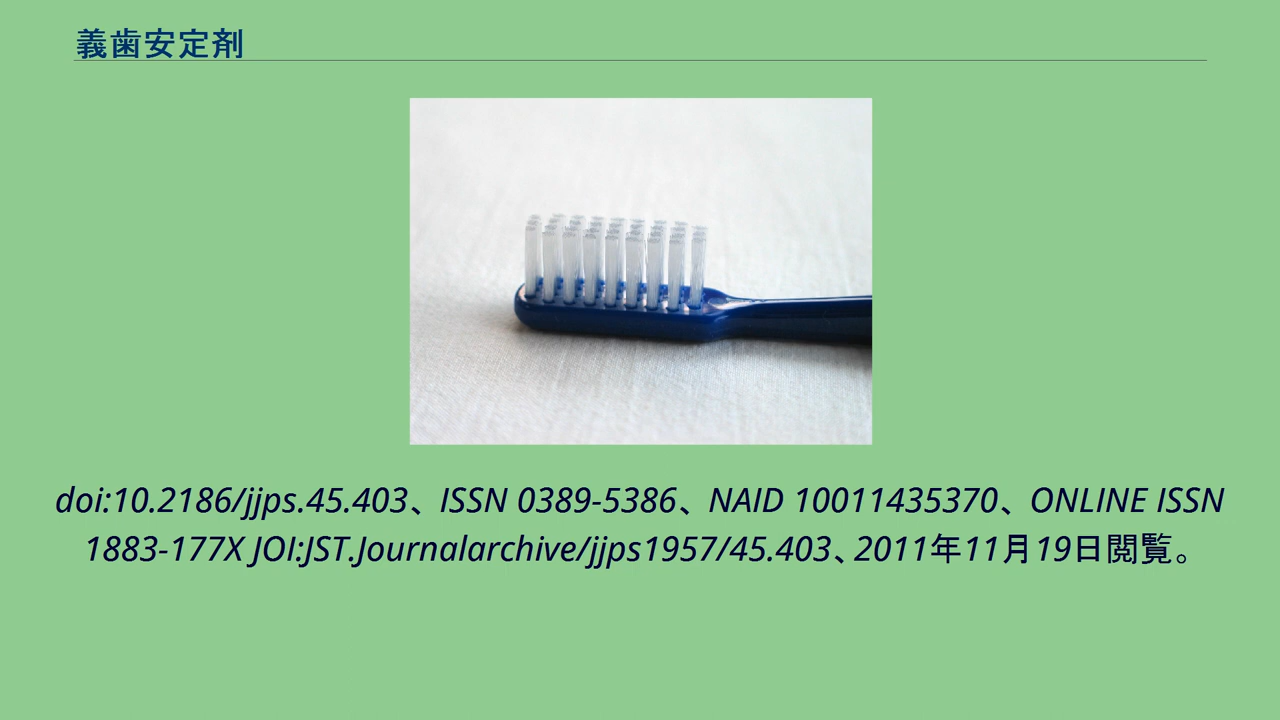 義歯安定剤
doi:10.2186/jjps.45.403、ISSN 0389-5386、NAID 10011435370、ONLINE ISSN
1883-177X JOI:JST.Journalarchive/jjps1957/45.403、2011年11月19日閲覧。